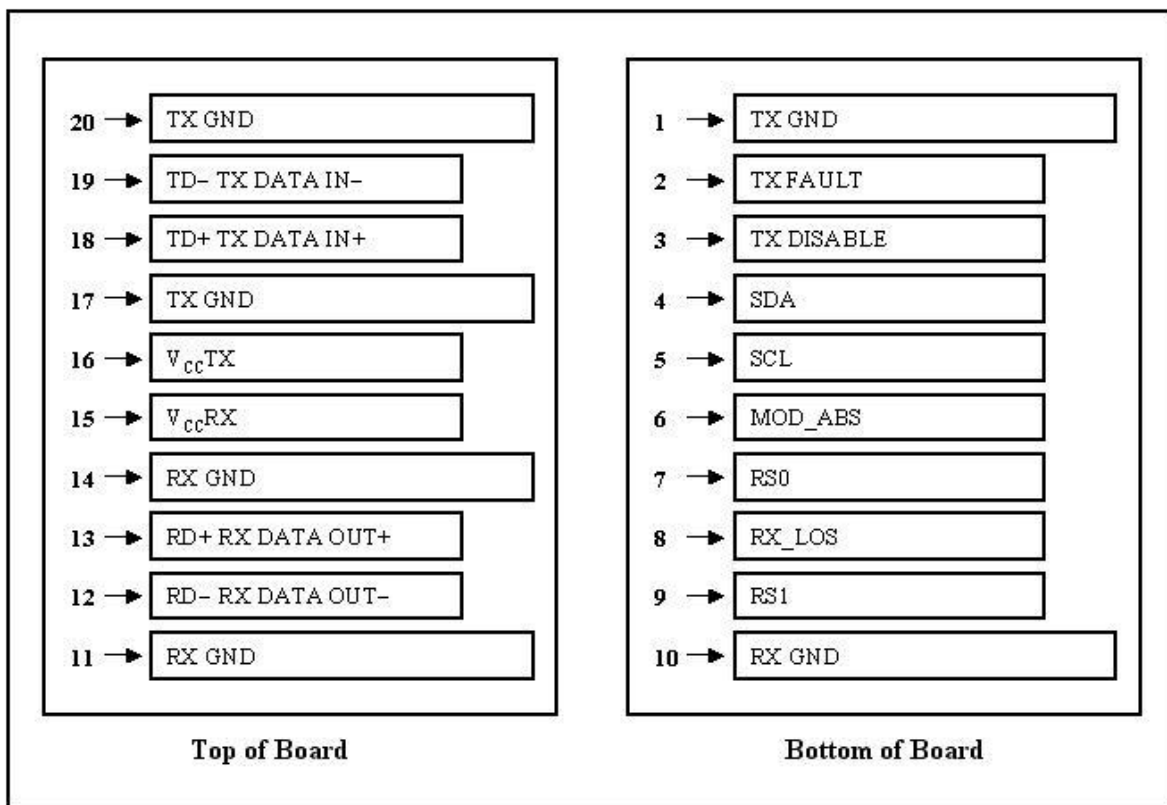 20 TX GND
19 TD− TX DATA IN−
18 TD+ TX DATA IN+
17 TX GND
16 VCCTX
15 VCCRX
14 RX GND
13 RD+ RX DATA OUT+
12 RD− RX DATA OUT−
11 RX GND
Top of Board
1 TX GND
2 TX FAULT
3 TX DISABLE
4 SDA
5 SCL
6 MOD_ABS
7 RS0
8 RX_LOS
9 RS1
10 RX GND
Bottom of Board